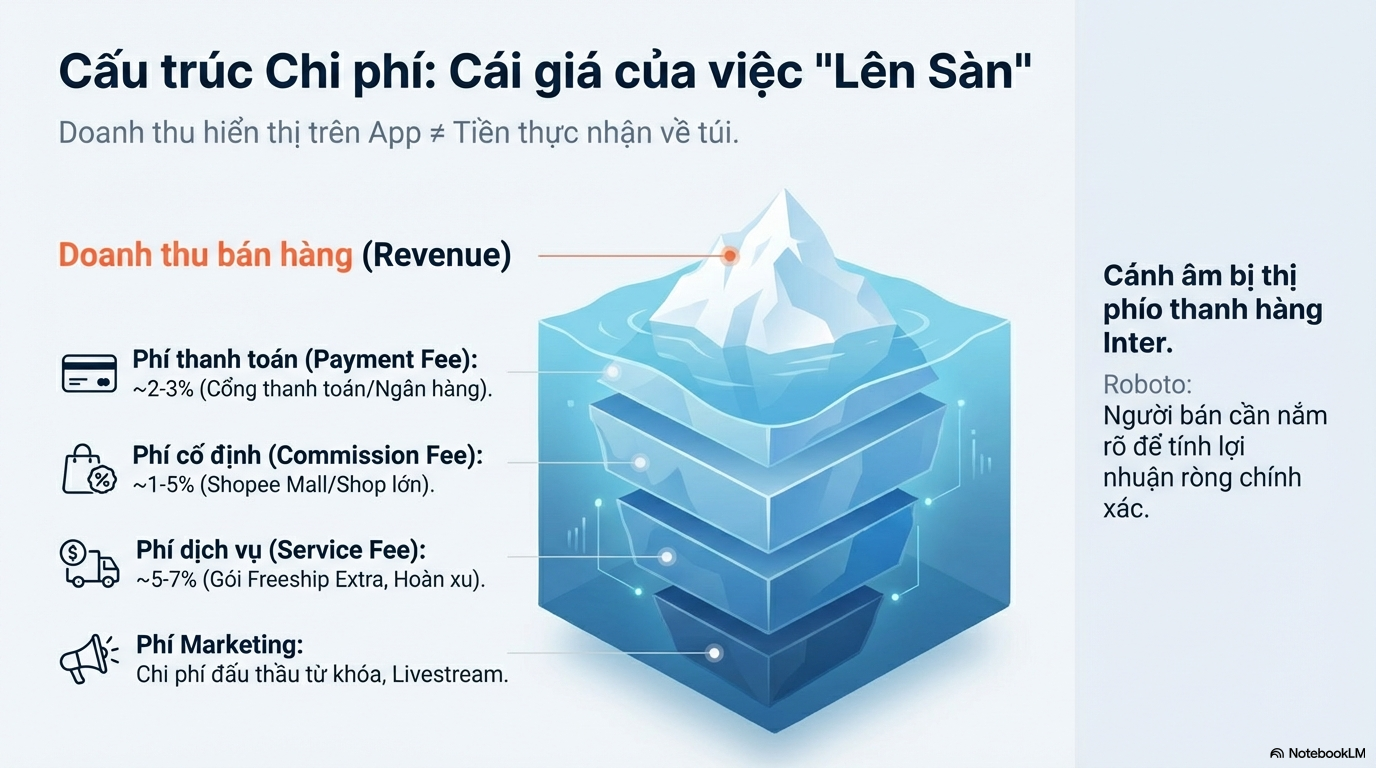 Cấu trúc Chi phí: Cái giá của việc "Lên Sàn"
Doanh thu hiển thị trên App ≠ Tiền thực nhận về túi.
Doanh thu bán hàng (Revenue)
Phí thanh toán (Payment Fee):
~2-3% (Cổng thanh toán/Ngân hàng).
Phí cố định (Commission Fee):
~1-5% (Shopee Mall/Shop lớn).
Phí dịch vụ (Service Fee):
~5-7% (Gói Freeship Extra, Hoàn xu).
Phí Marketing:
Chi phí đấu thầu từ khóa, Livestream.
Cánh âm bị thị
phío thanh hàng
Inter.
Roboto:
Người bán cần nắm
rõ để tính lợi
nhuận ròng chính
xác.
NotebookLM